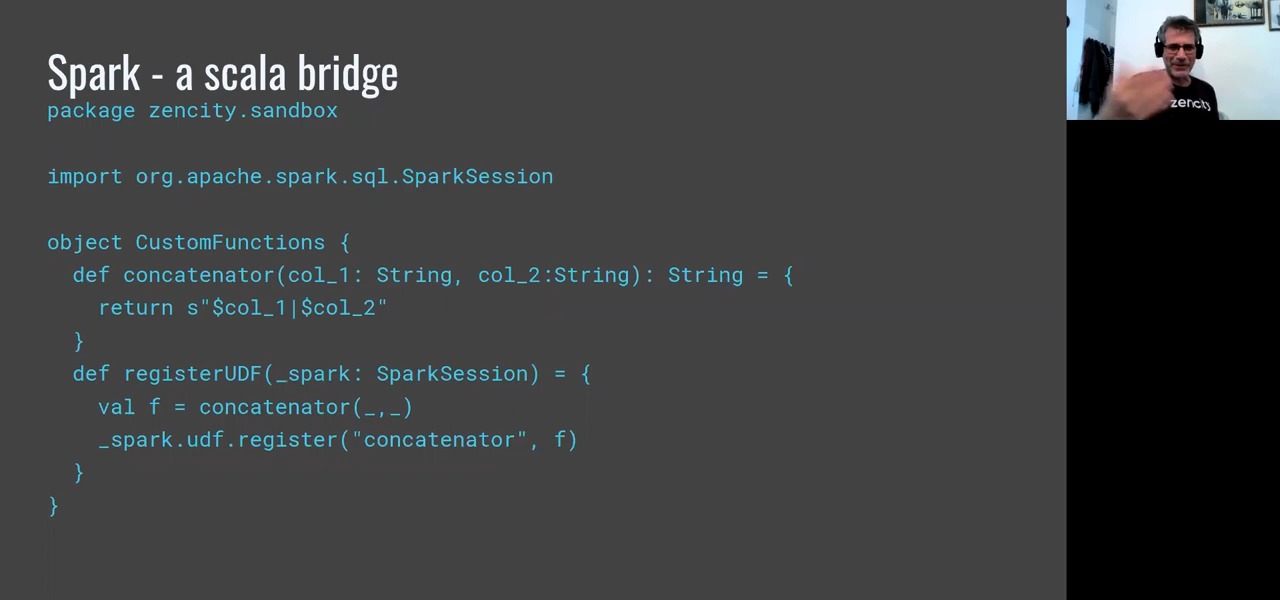 Spark - a scala bridge
package zencity.sandbox
import org.apache.spark.sql.SparkSession
object CustomFunctions {
def concatenator(col_1: String, col_2:String): String = {
return s"$col_1|$col_2"
}
def registerUDF(_spark: SparkSession) = {
val f = concatenator(_,_)
_spark.udf.register("concatenator", f)
}
}
zencity